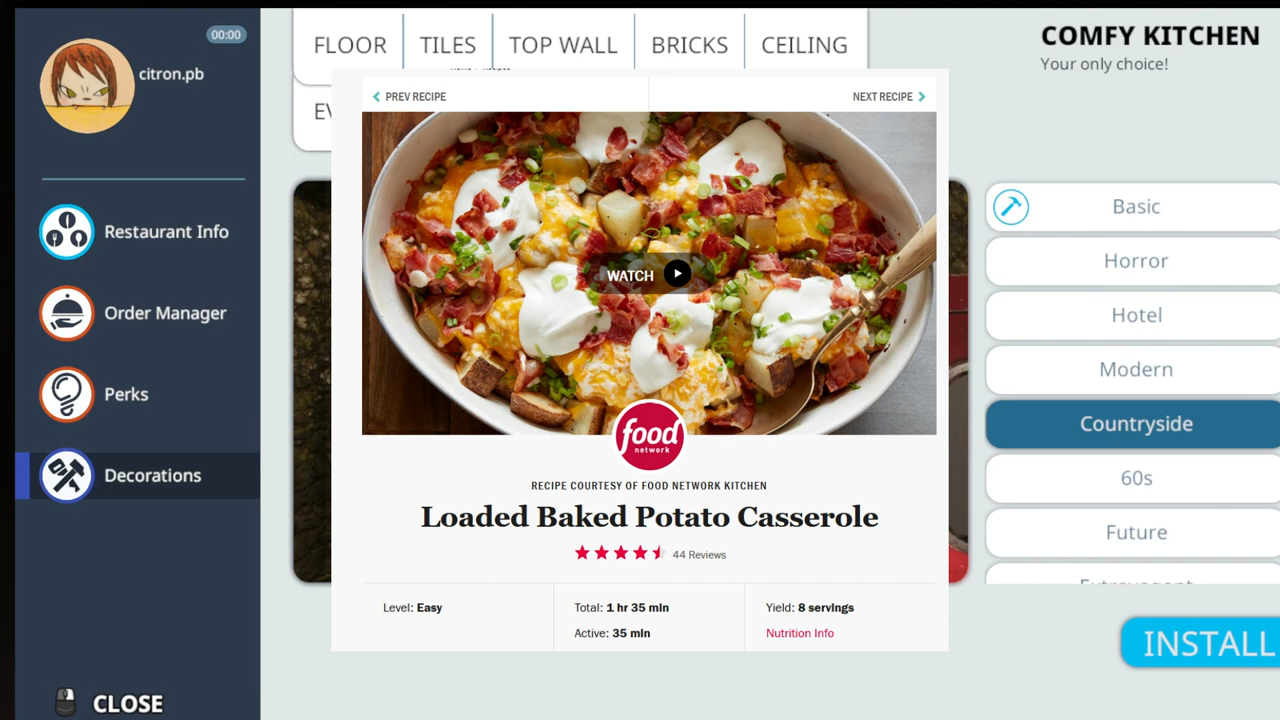 00:00
citron.pb
Restaurant Info
Order Manager
Perks
Decorations
CLOSE
FLOOR
TILES
TOP WALL
BRICKS
CEILING
EV
COMFY KITCHEN
Your only choice!
PREV RECIPE
NEXT RECIPE
WATCH
food
network
RECIPE COURTESY OF FOOD NETWORK KITCHEN
Loaded Baked Potato Casserole
44 Reviews
Level: Easy
Total: 1 hr 35 min
Active: 35 min
Yield: 8 servings
Nutrition Info
Basic
Horror
Hotel
Modern
Countryside
60s
Future
INSTALL